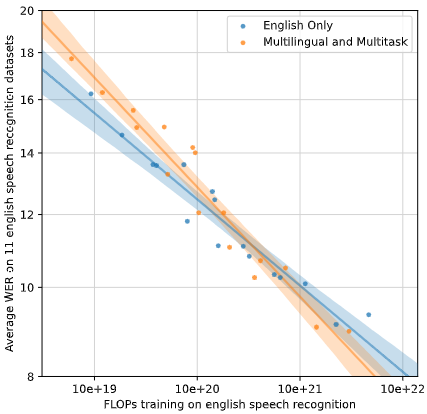 20
18
16
14
12
10
8
Average WER on 11 english speech recognition datasets
English Only
Multilingual and Multitask
10e+19
10e+20
10e+21
10e+22
FLOPs training on english speech recognition